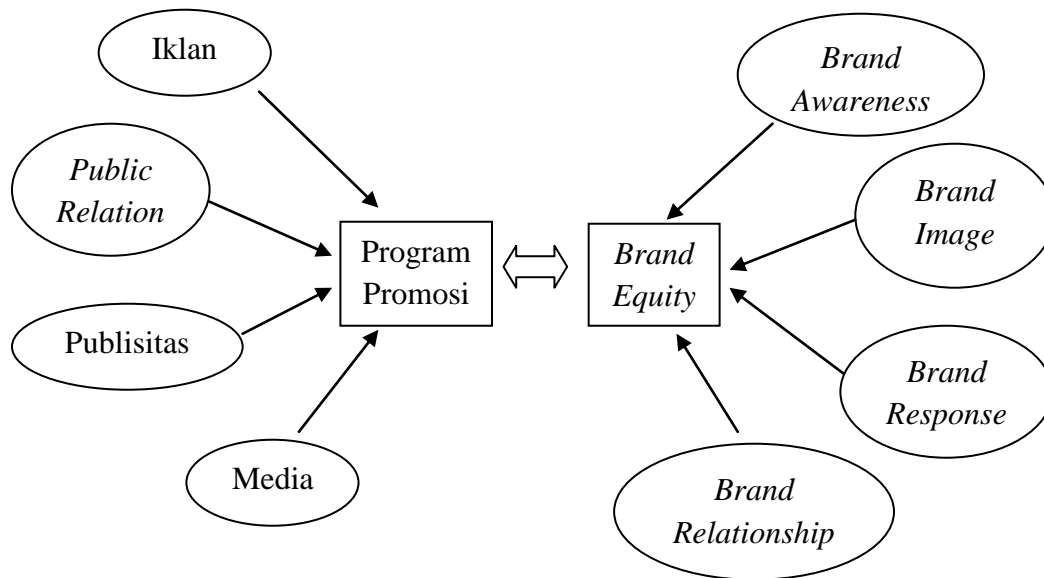 Iklan
Public
Relation
Publisitas
Media
Program
Promosi
Brand
Equity
Brand
Awareness
Brand
Image
Brand
Response
Brand
Relationship